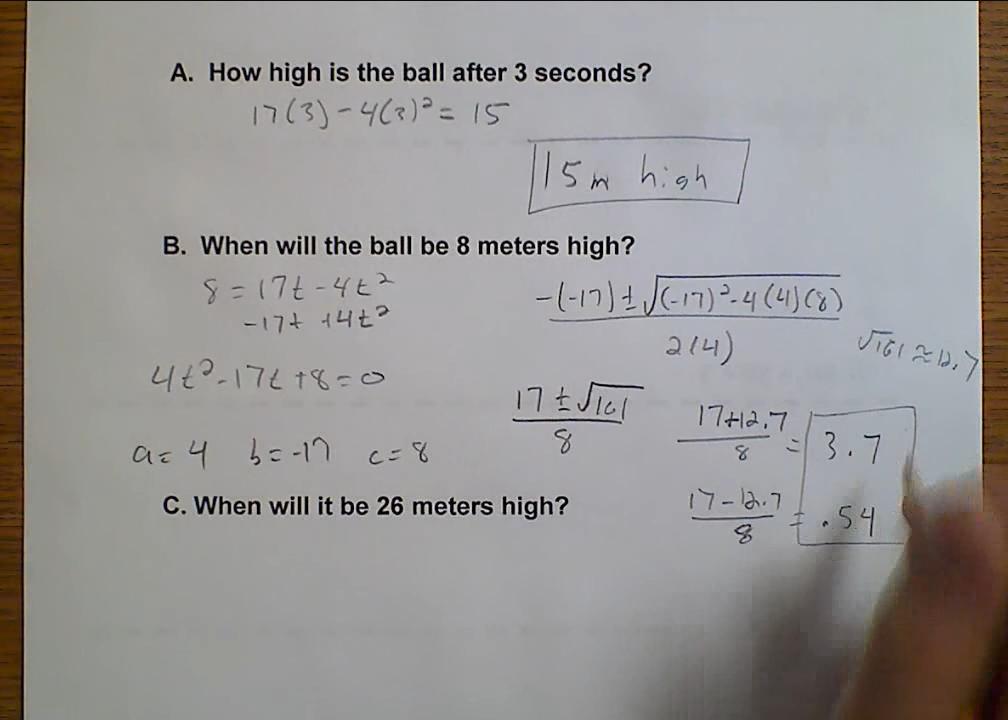 A. How high is the ball after 3 seconds?
17(3) - 4(3)² = 15
15m high
B. When will the ball be 8 meters high?
8 = 17t - 4t²
-17t +4t²
4t² - 17t + 8 = 0
a = 4 b = -17 c = 8
-(-17) ± √(-17)² - 4(4)(8)
2(4)
√161 ≈ 12.7
17 ± √161
8
17+12.7
8
= 3.7
17 - 12.7
8
= .54
C. When will it be 26 meters high?